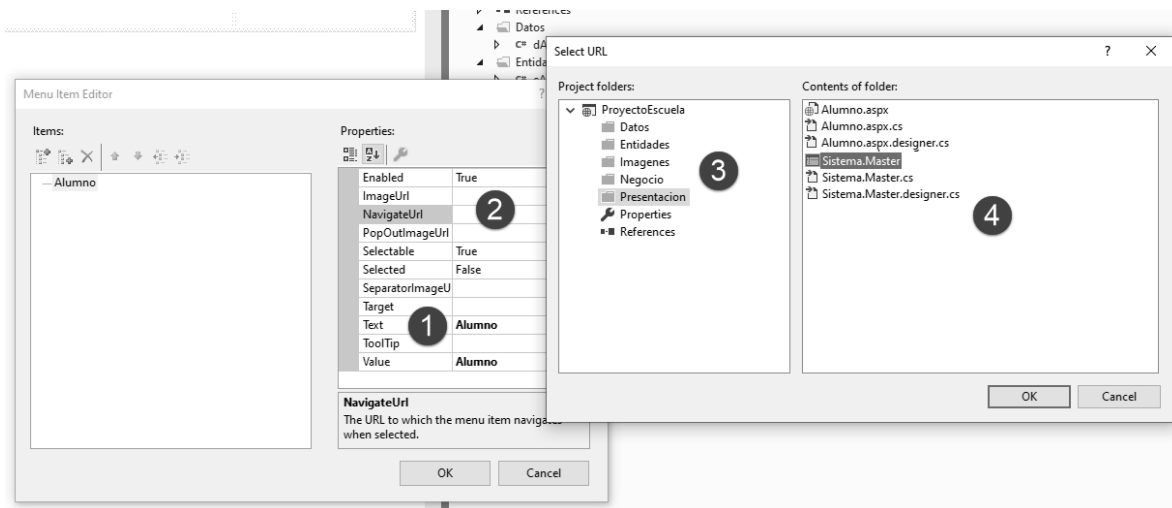 References
Datos
C# dA
Entida
Menu Item Editor
?
Items:
Alumno
Properties:
Enabled True
ImageUrl
NavigateUrl
PopOutImageUrl
Selectable True
Selected False
SeparatorImageU
Target
Text Alumno
ToolTip
Value Alumno
1
2
NavigateUrl
The URL to which the menu item navigates
when selected.
OK Cancel
Select URL
? X
Project folders:
ProyectoEscuela
Datos
Entidades
Imagenes
Negocio
Presentacion
Properties
References
3
Contents of folder:
Alumno.aspx
Alumno.aspx.cs
Alumno.aspx.designer.cs
Sistema.Master
Sistema.Master.cs
Sistema.Master.designer.cs
4
OK Cancel